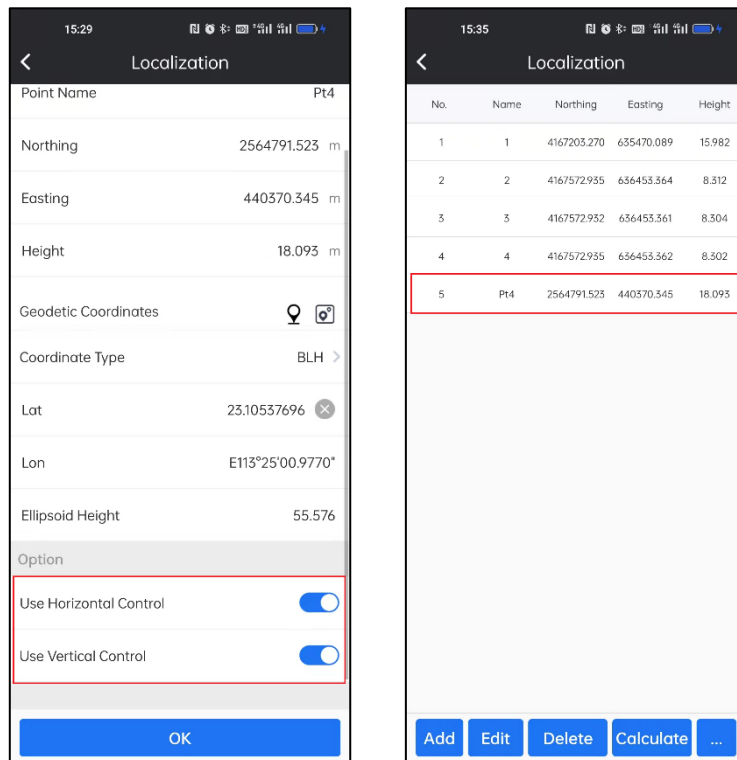 15:29
Localization
Point Name Pt4
Northing 2564791.523 m
Easting 440370.345 m
Height 18.093 m
Geodetic Coordinates
Coordinate Type BLH >
Lat 23.10537696
Lon E113°25'00.9770"
Ellipsoid Height 55.576
Option
Use Horizontal Control
Use Vertical Control
OK
15:35
Localization
No. Name Northing Easting Height
1 1 4167203.270 635470.089 15.982
2 2 4167572.935 636453.364 8.312
3 3 4167572.932 636453.361 8.304
4 4 4167572.935 636453.362 8.302
5 Pt4 2564791.523 440370.345 18.093
Add Edit Delete Calculate ...